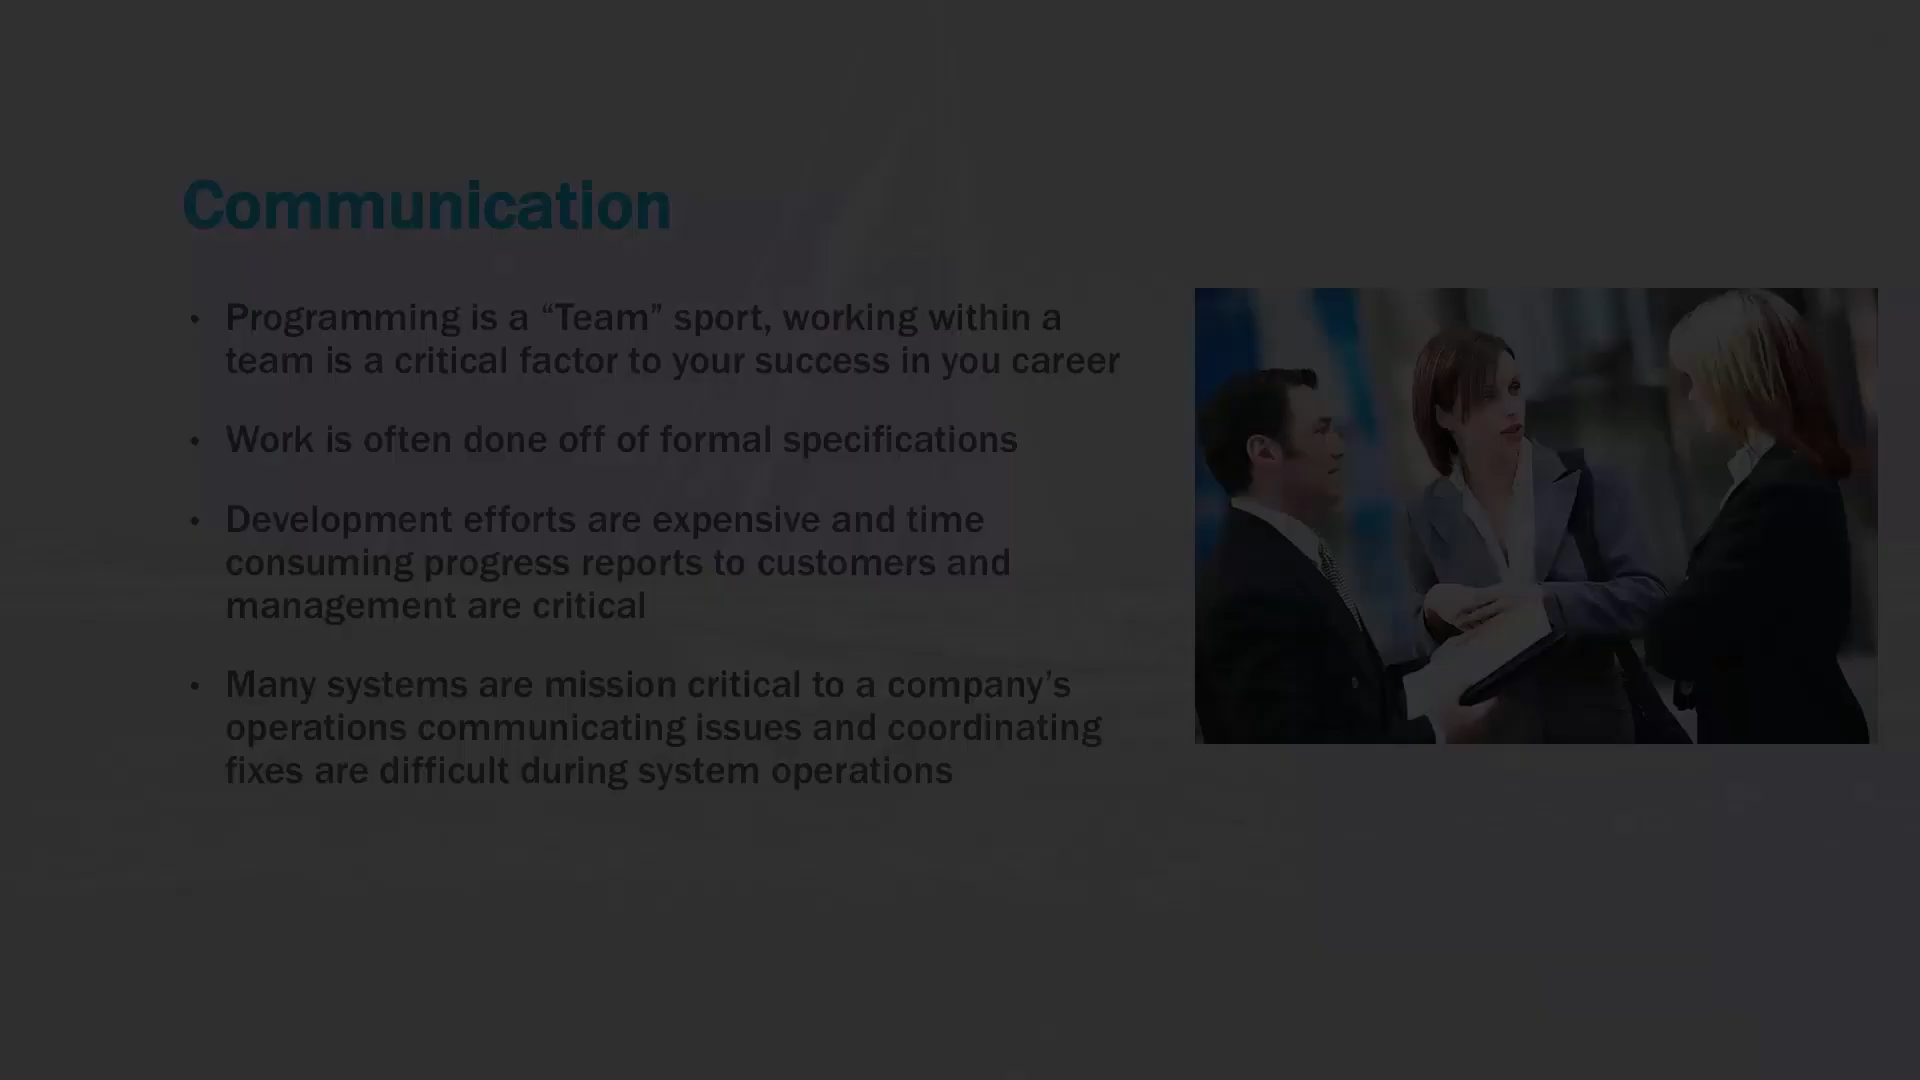 Communication
• Programming is a “Team” sport, working within a
team is a critical factor to your success in you career
• Work is often done off of formal specifications
• Development efforts are expensive and time
consuming progress reports to customers and
management are critical
• Many systems are mission critical to a company’s
operations communicating issues and coordinating
fixes are difficult during system operations